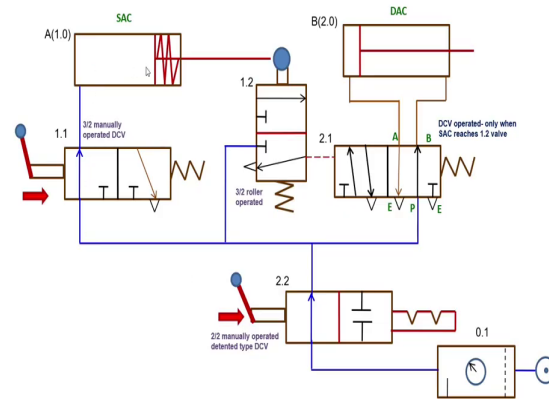 SAC
DAC
A(1.0)
B(2.0)
1.2
3/2 manually
operated DCV
1.1
2.1
A
B
DCV operated- only when
SAC reaches 1.2 valve
3/2 roller
operated
E
P
E
2.2
2/2 manually operated
detented type DCV
0.1